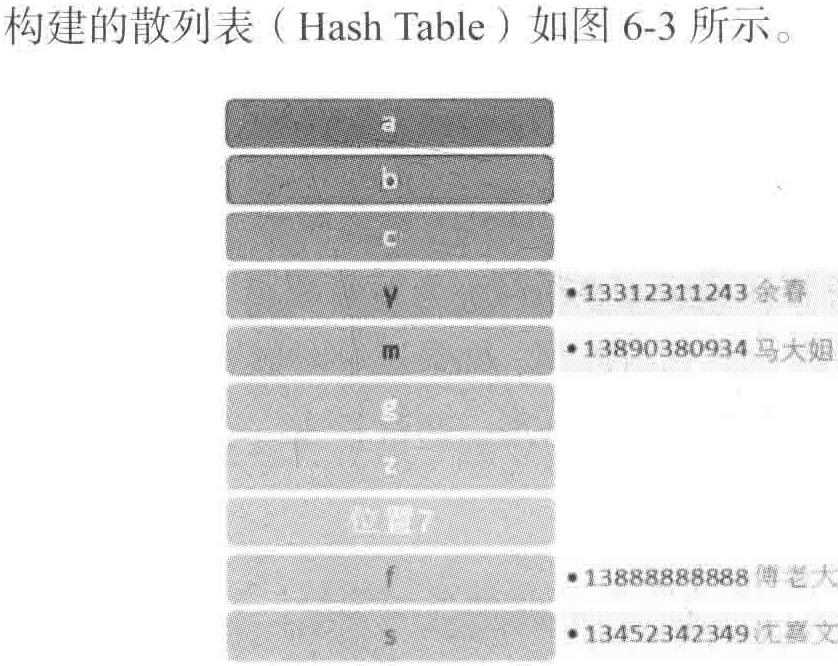 构建的散列表（Hash Table）如图 6-3 所示。
a
b
c
y •13312311243 余春
m •13890380934 马大姐
g
z
位置7
f •13888888888 傅老大
s •13452342349 沈嘉文